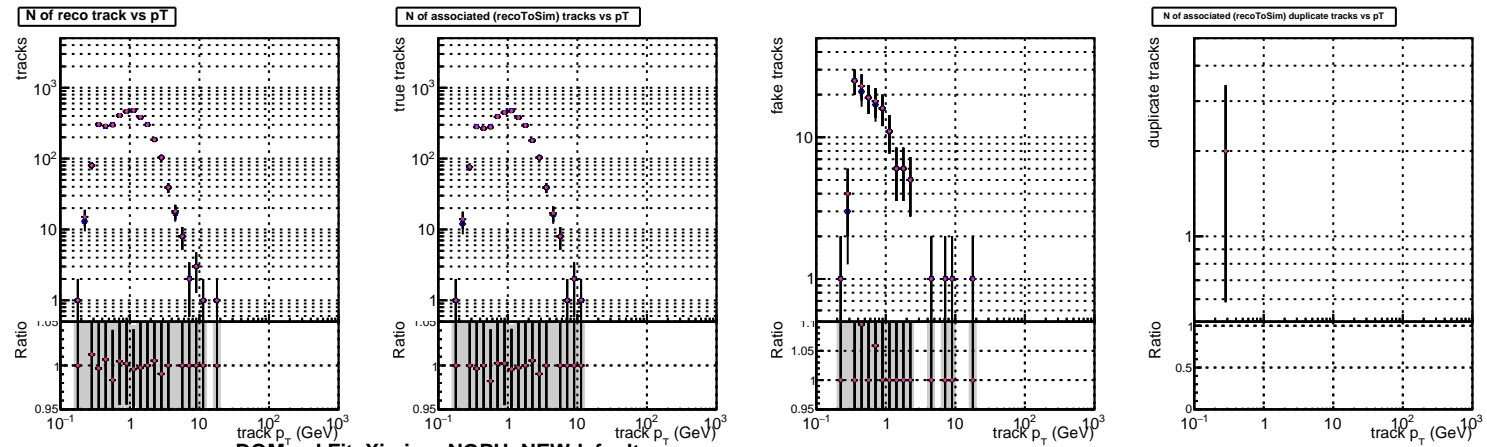 N of reco track vs pT
N of associated (recoToSim) tracks vs pT
N of associated (recoToSim) duplicate tracks vs pT
tracks
10³
10²
10
1
Ratio
1.05
1
0.95
10⁻¹ 1 10 10² 10³
track p_T (GeV)
true tracks
10³
10²
10
1
Ratio
1.05
1
0.95
10⁻¹ 1 10 10² 10³
track p_T (GeV)
fake tracks
10
1
Ratio
1.1
1.05
1
0.95
10⁻¹ 1 10 10² 10³
track p_T (GeV)
duplicate tracks
1
Ratio
1
0.5
0
10⁻¹ 1 10 10² 10³
track p_T (GeV)